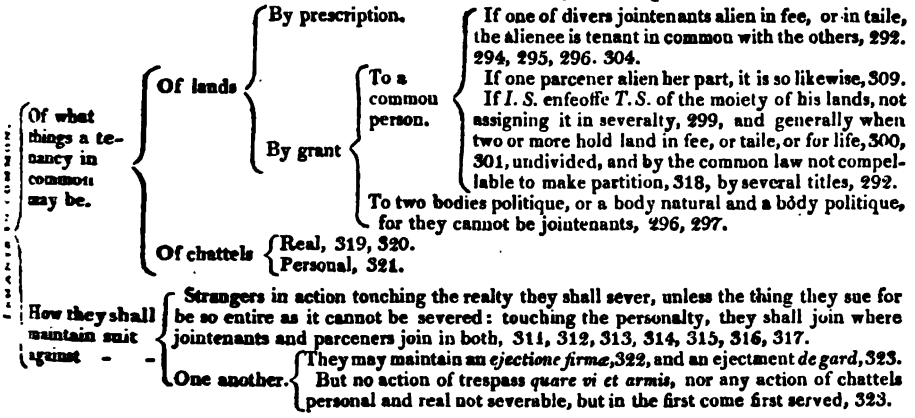 TENANTS IN COMMON.
Of what
things a te-
nancy in
common
may be.
Of lands
By prescription.
By grant
To a
common
person.
If one of divers jointenants alien in fee, or in taile,
the alienee is tenant in common with the others, 292.
294, 295, 296. 304.
If one parcener alien her part, it is so likewise, 309.
If I. S. enfeoffe T. S. of the moiety of his lands, not
assigning it in severalty, 299, and generally when
two or more hold land in fee, or taile, or for life, 300,
301, undivided, and by the common law not compel-
lable to make partition, 318, by several titles, 292.
To two bodies politique, or a body natural and a body politique,
for they cannot be jointenants, 296, 297.
Of chattels
Real, 319, 320.
Personal, 321.
How they shall
maintain suit
against - -
Strangers in action touching the realty they shall sever, unless the thing they sue for
be so entire as it cannot be severed: touching the personalty, they shall join where
jointenants and parceners join in both, 311, 312, 313, 314, 315, 316, 317.
One another.
They may maintain an ejectione firmæ, 322, and an ejectment de gard, 323.
But no action of trespass quare vi et armis, nor any action of chattels
personal and real not severable, but in the first come first served, 323.